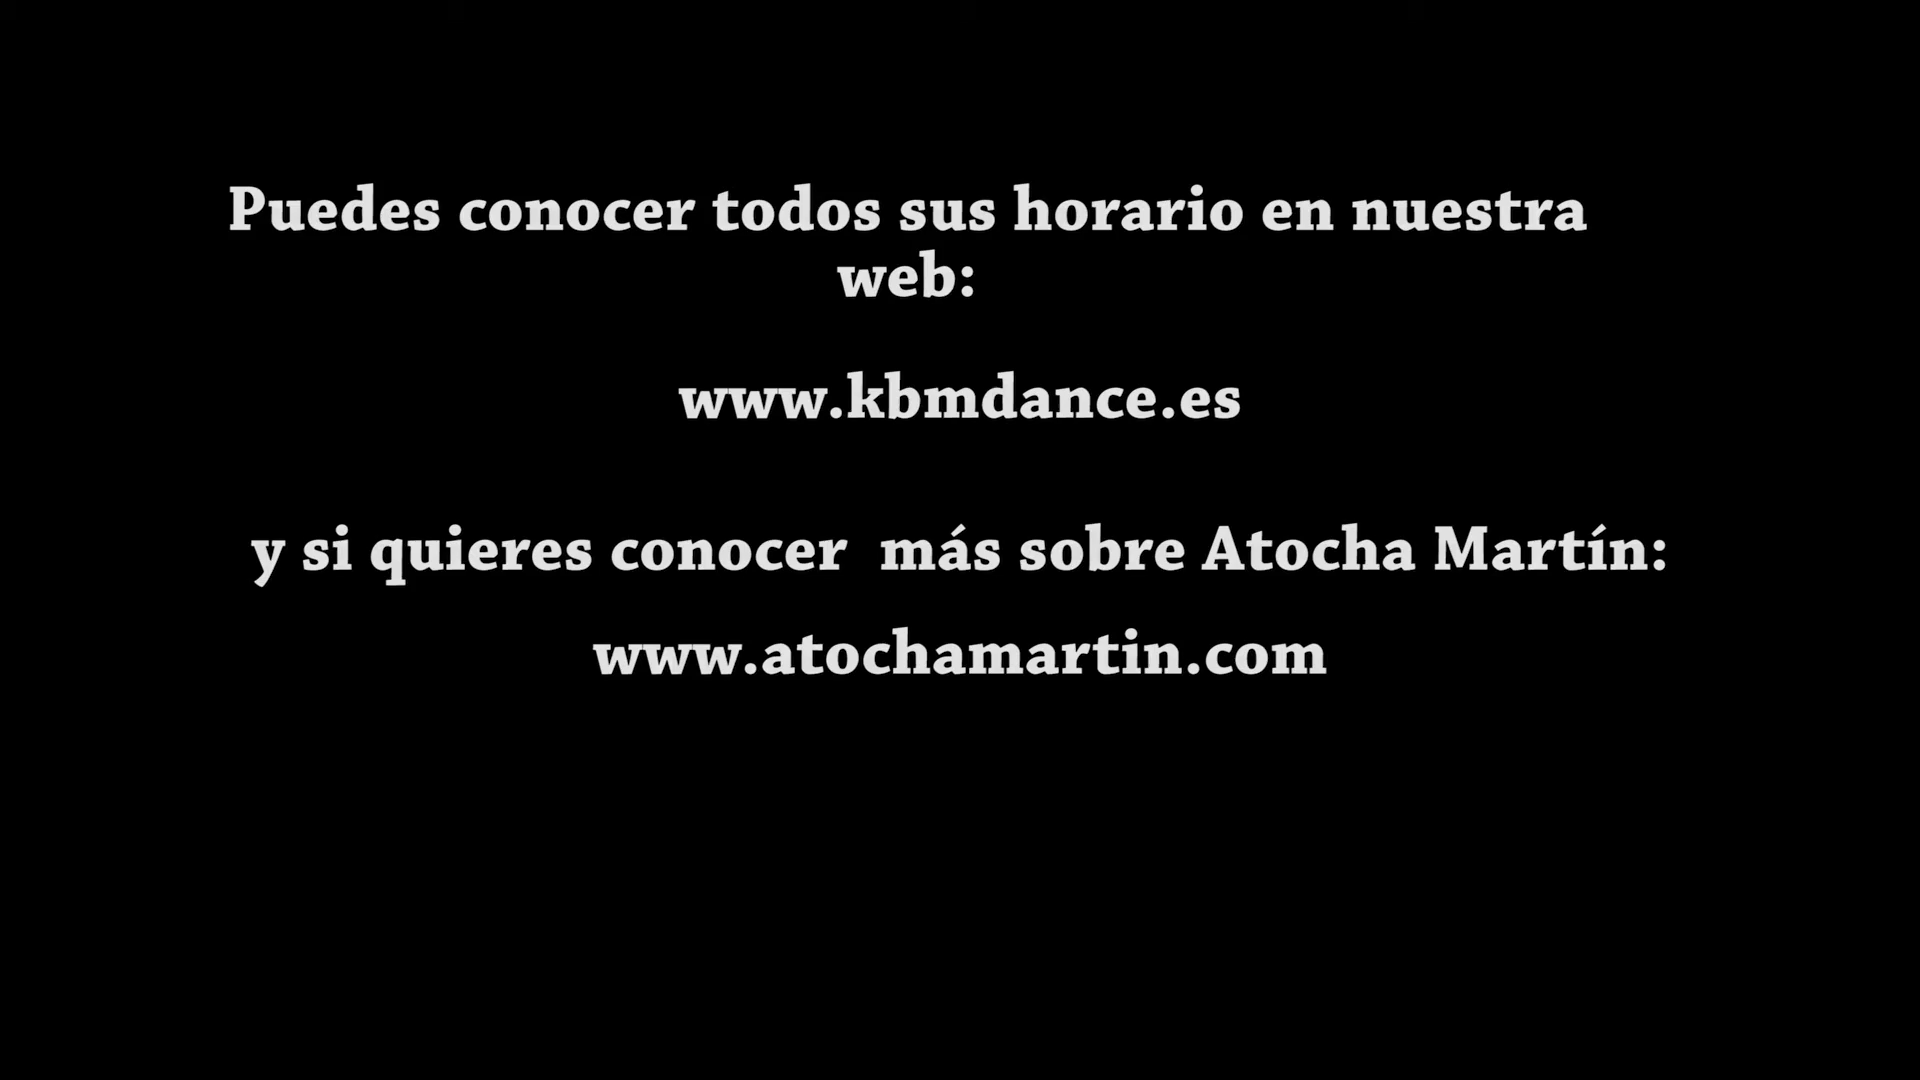 Puedes conocer todos sus horario en nuestra
web:
www.kbmdance.es
y si quieres conocer  más sobre Atocha Martín:
www.atochamartin.com